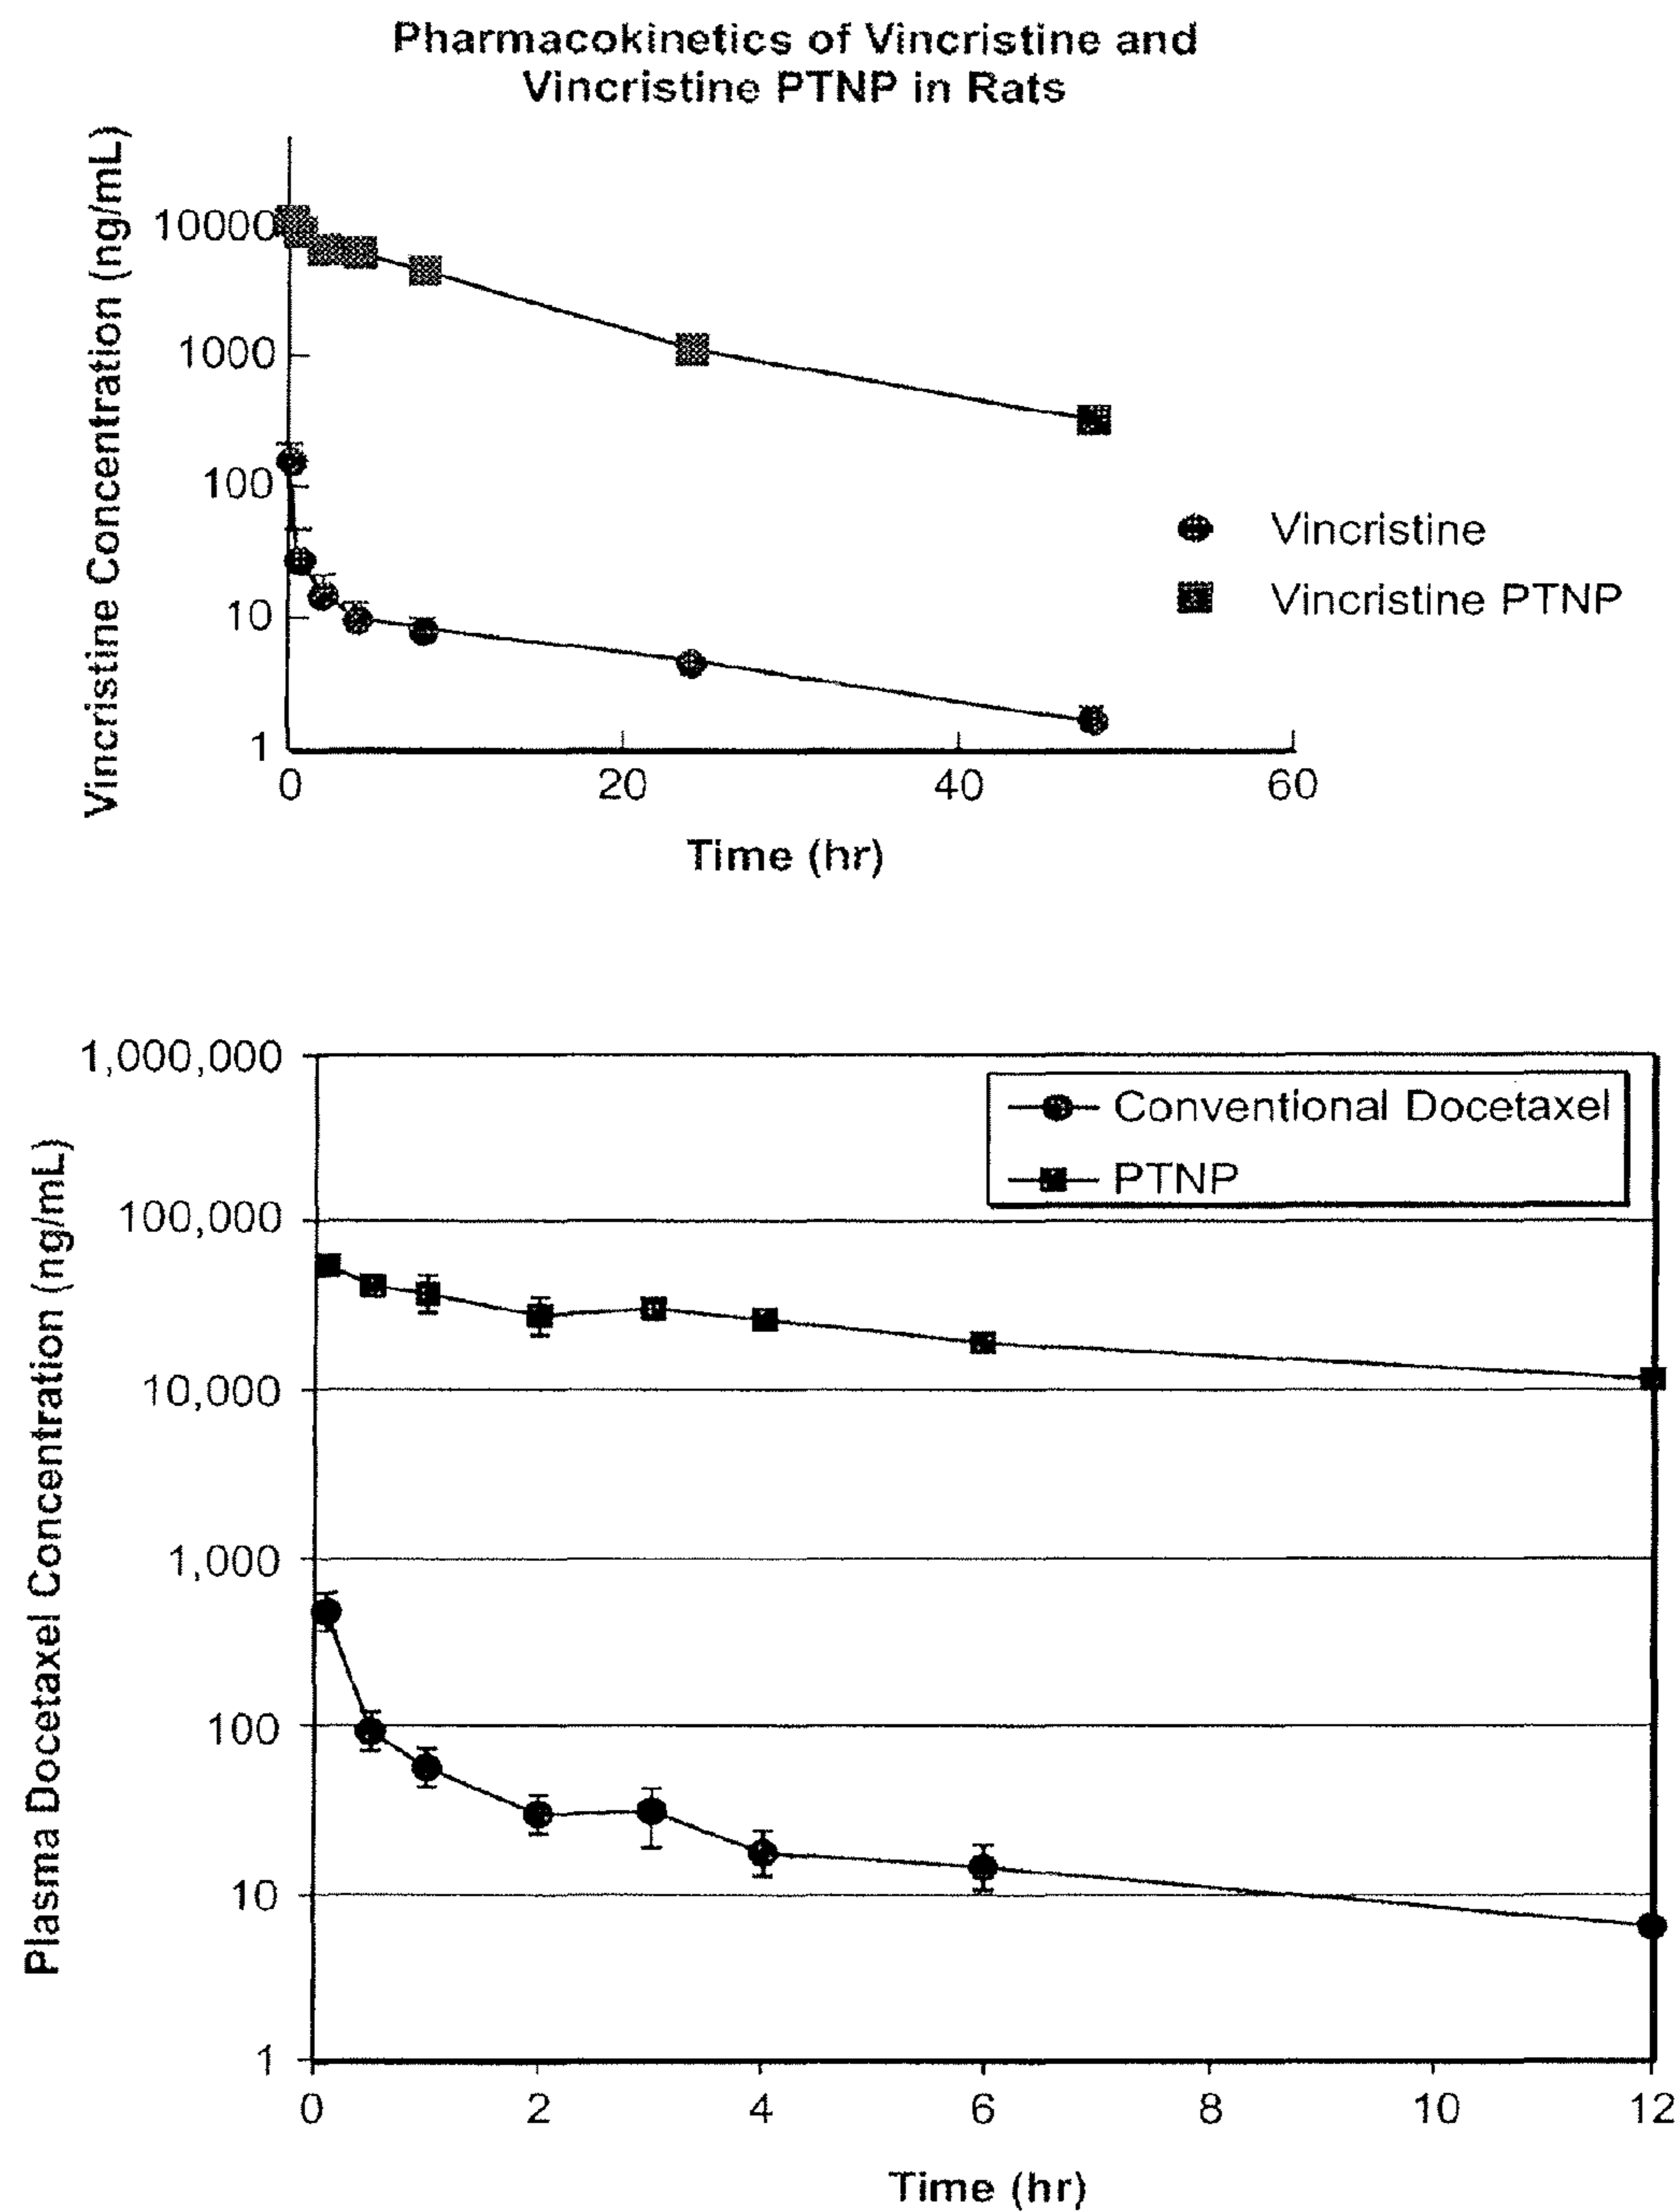 Pharmacokinetics of Vincristine and
Vincristine PTNP in Rats
Vincristine Concentration (ng/mL)
10000
1000
100
10
1
0 20 40 60
Time (hr)
Vincristine
Vincristine PTNP
Plasma Docetaxel Concentration (ng/mL)
1,000,000
100,000
10,000
1,000
100
10
1
Conventional Docetaxel
PTNP
0 2 4 6 8 10 12
Time (hr)